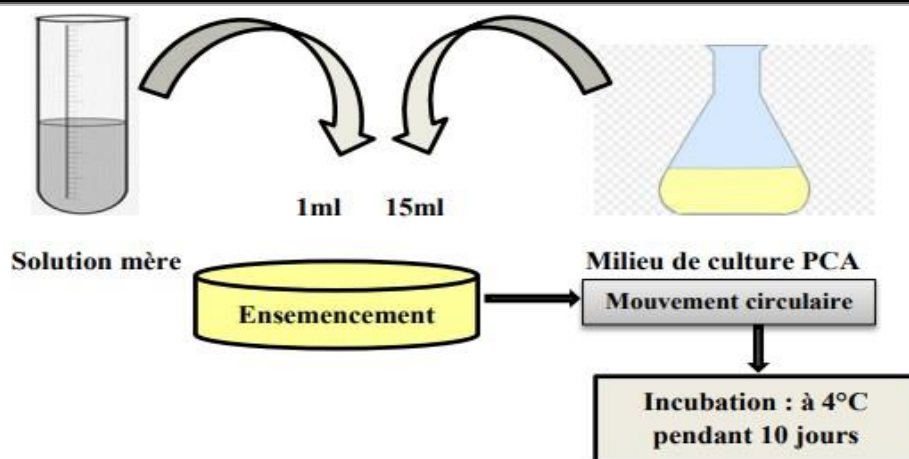 1ml 15ml
Solution mère
Milieu de culture PCA
Ensemencement
Mouvement circulaire
Incubation : à 4°C
pendant 10 jours